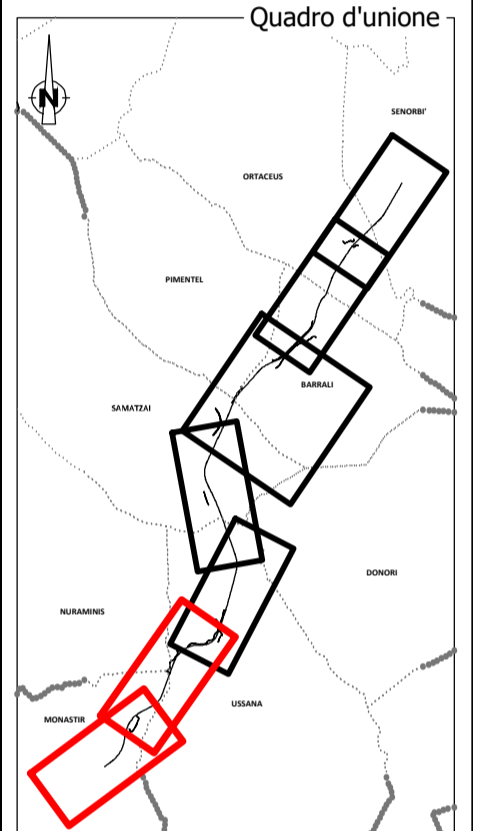 Quadro d'unione
N
SENORBI'
ORTACEUS
PIMENTEL
BARRALI
SAMATZAI
DONORI
NURAMINIS
USSANA
MONASTIR